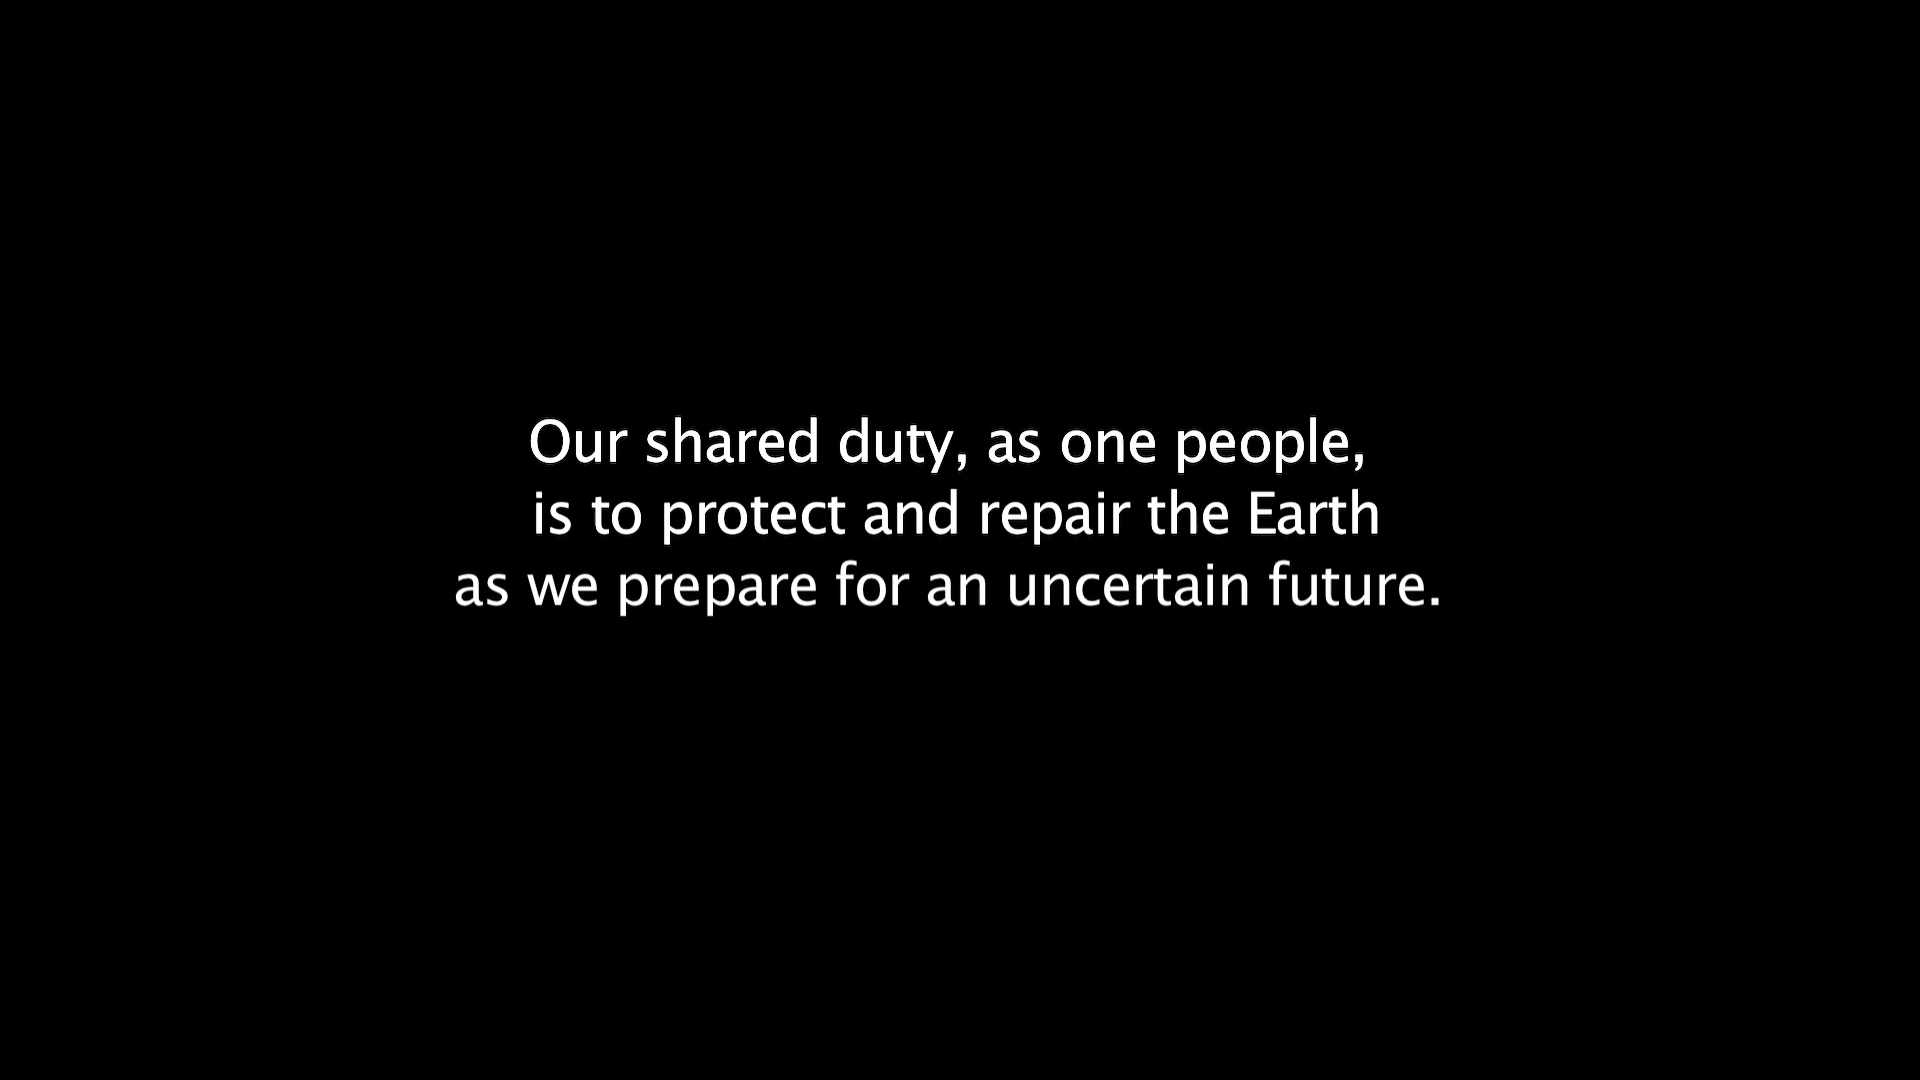 Our shared duty, as one people,
is to protect and repair the Earth
as we prepare for an uncertain future.